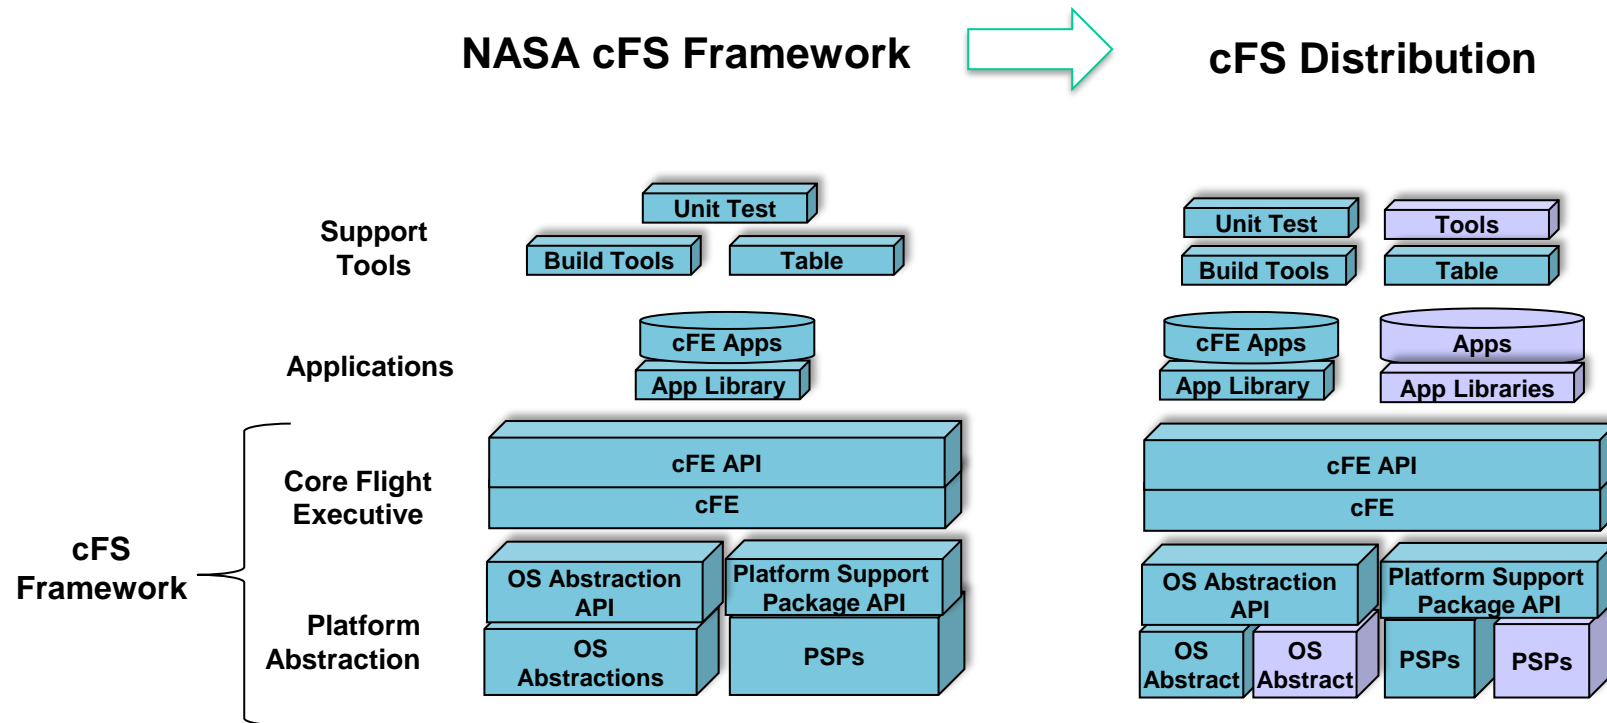 NASA cFS Framework
cFS Distribution
Support
Tools
Unit Test
Build Tools
Table
Unit Test
Tools
Build Tools
Table
Applications
cFE Apps
App Library
cFE Apps
Apps
App Library
App Libraries
cFS
Framework
Core Flight
Executive
cFE API
cFE
cFE API
cFE
Platform
Abstraction
OS Abstraction
API
Platform Support
Package API
OS
Abstractions
PSPs
OS Abstraction
API
Platform Support
Package API
OS
Abstract
OS
Abstract
PSPs
PSPs